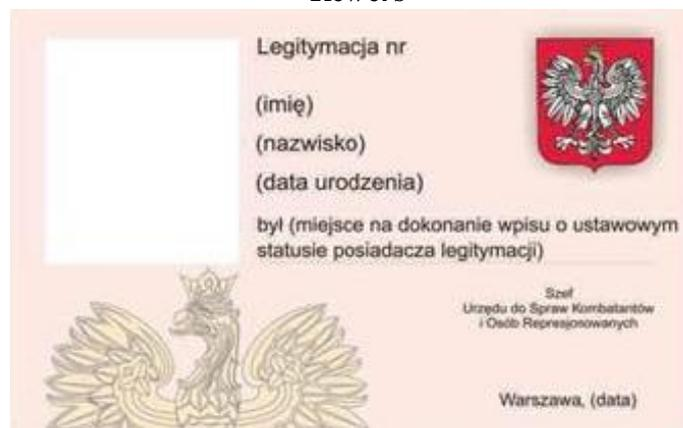 Legitymacja nr
(imię)
(nazwisko)
(data urodzenia)
był (miejsce na dokonanie wpisu o ustawowym
statusie posiadacza legitymacji)
Szef
Urzędu do Spraw Kombatantów
i Osób Represjonowanych
Warszawa, (data)